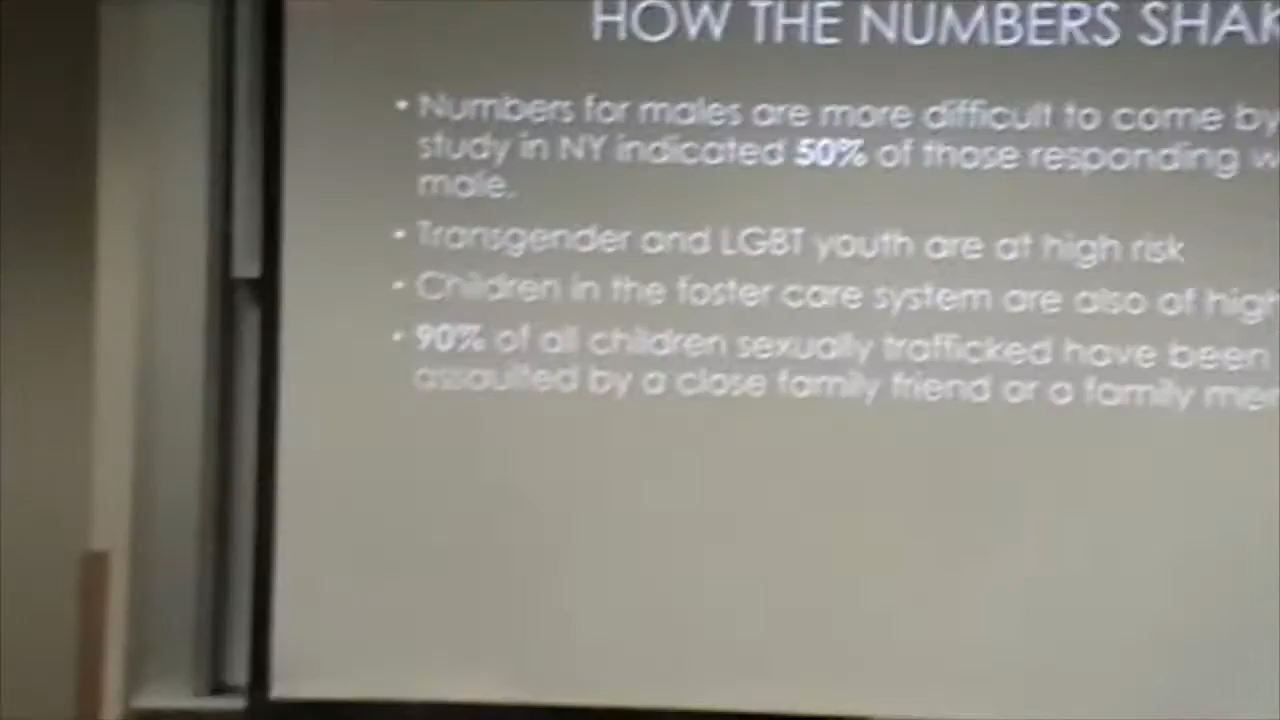 HOW THE NUMBERS SHAK
• Numbers for males are more difficult to come by
study in NY indicated 50% of those responding w
male.
• Transgender and LGBT youth are at high risk
• Children in the foster care system are also of high
• 90% of all children sexually trafficked have been
assaulted by a close family friend or a family mem